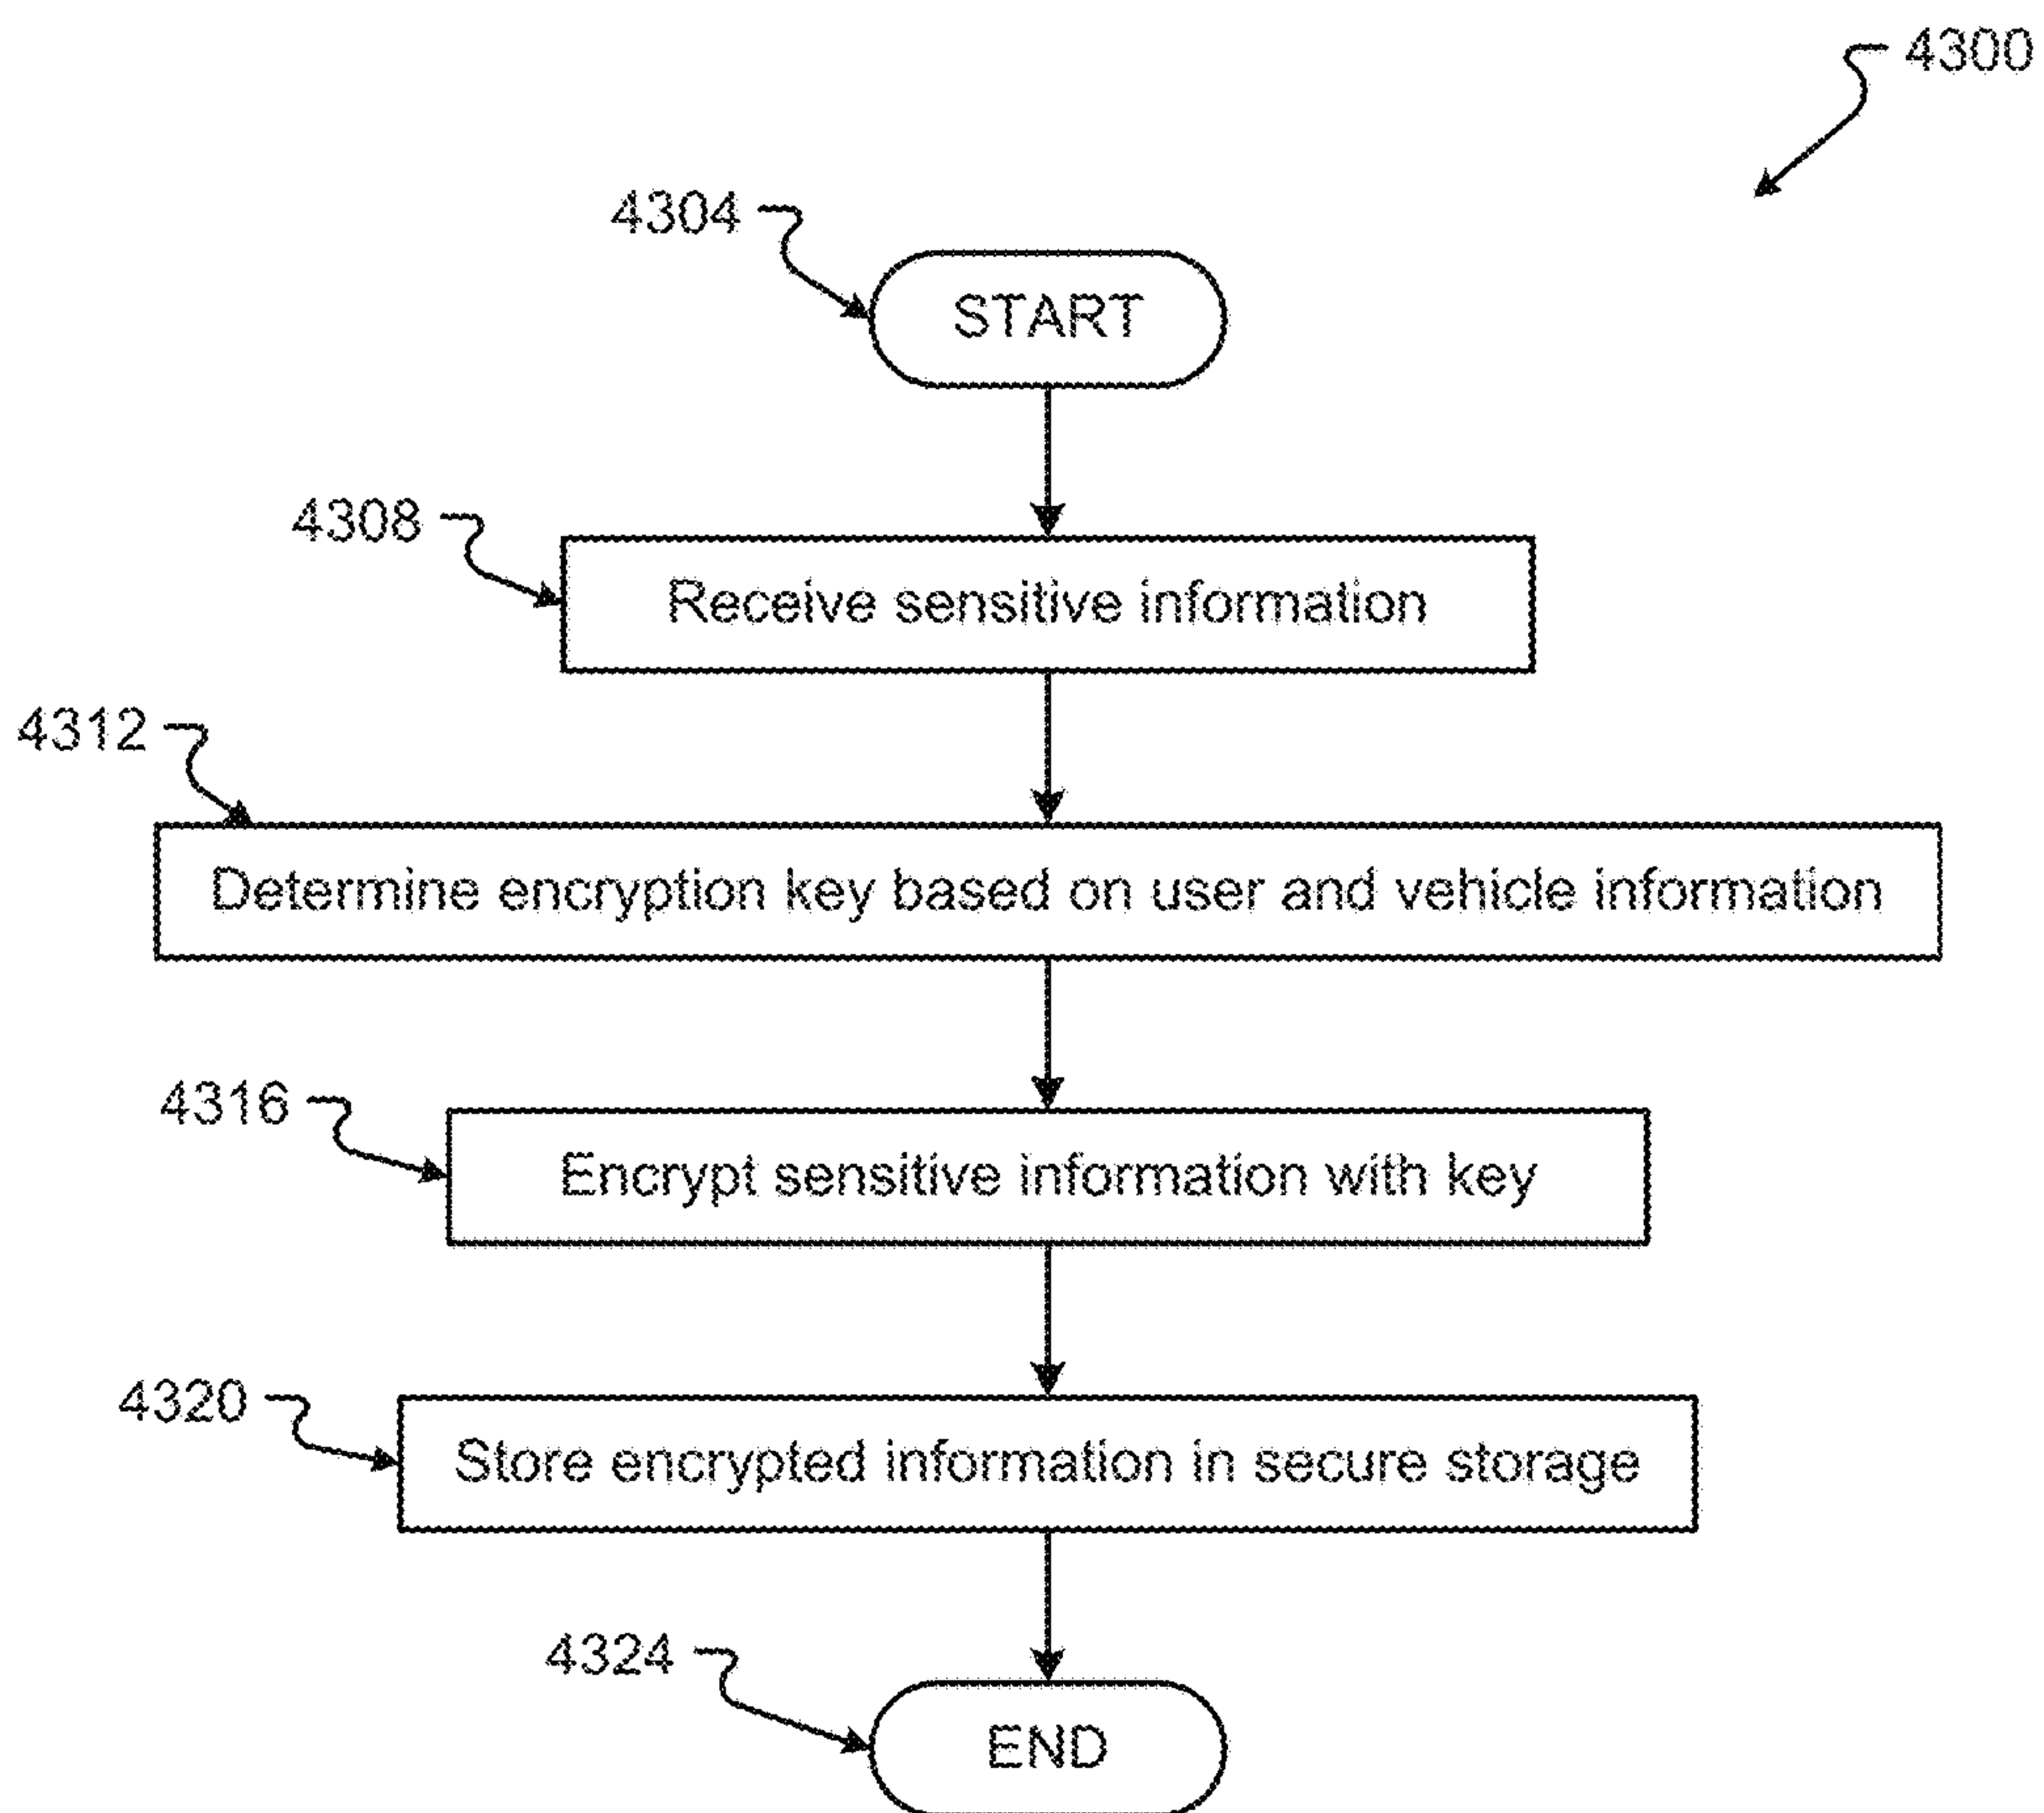 4300
4304
START
4308
Receive sensitive information
4312
Determine encryption key based on user and vehicle information
4316
Encrypt sensitive information with key
4320
Store encrypted information in secure storage
4324
END